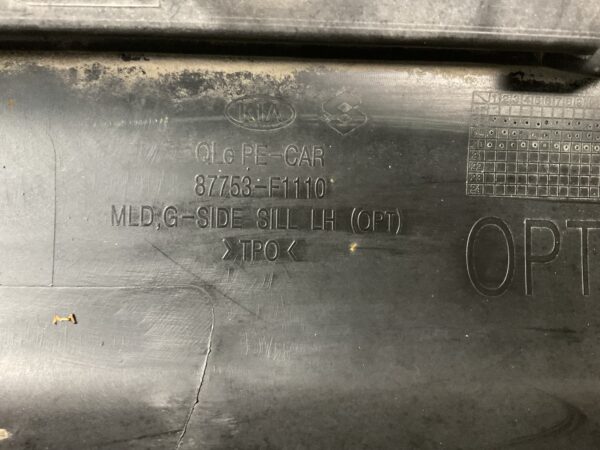 KIA
QLe PE-CAR
87753-F1110
MLD,G-SIDE SILL LH (OPT)
>TPO<
OPT